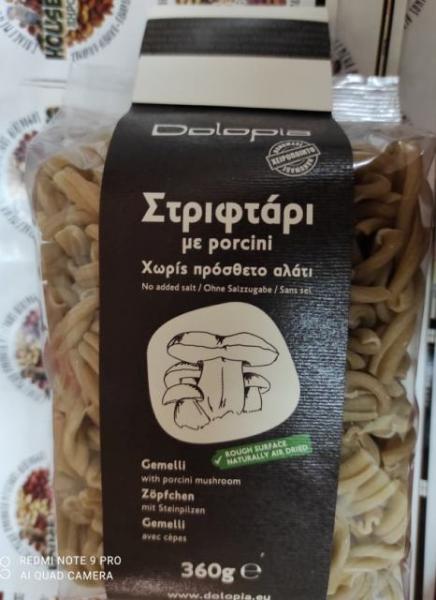 HOUSE
Dolopia
ΧΕΙΡΟΠΟΙΗΤΟ
HANDMADE
Στριφτάρι
με porcini
Χωρίς πρόσθετο αλάτι
No added salt / Ohne Salzzugabe / Sans sel
✓ ROUGH SURFACE
NATURALLY AIR DRIED
Gemelli
with porcini mushroom
Zöpfchen
mit Steinpilzen
Gemelli
avec cèpes
360g e
www.dolopia.eu
REDMI NOTE 9 PRO
AI QUAD CAMERA